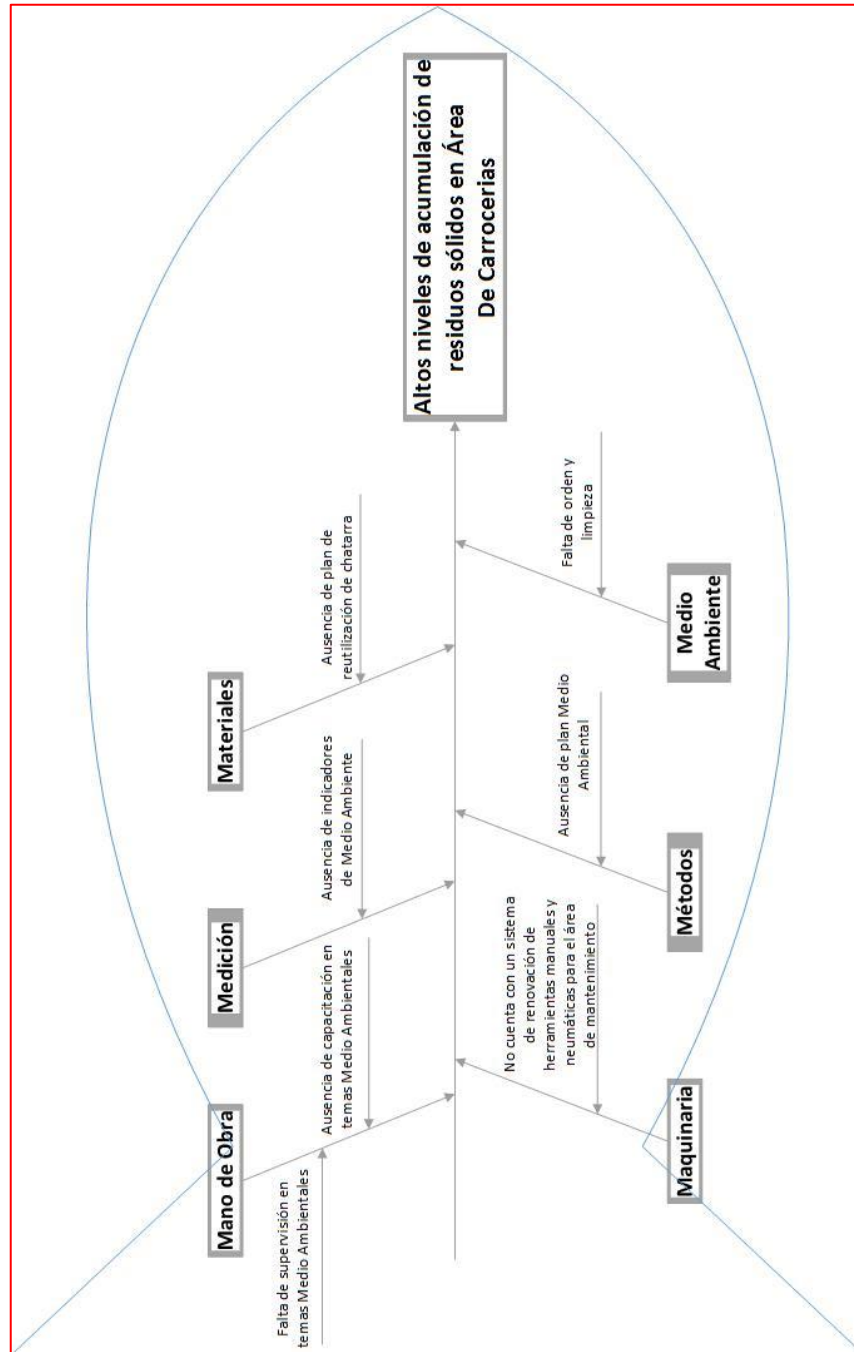 Altos niveles de acumulación de
residuos sólidos en Área
De Carrocerias
Mano de Obra
Falta de supervisión en
temas Medio Ambientales
Ausencia de capacitación en
temas Medio Ambientales
Medición
Ausencia de indicadores
de Medio Ambiente
Materiales
Ausencia de plan de
reutilización de chatarra
Maquinaria
No cuenta con un sistema
de renovación de
herramientas manuales y
neumáticas para el área
de mantenimiento
Métodos
Ausencia de plan Medio
Ambiental
Medio
Ambiente
Falta de orden y
limpieza